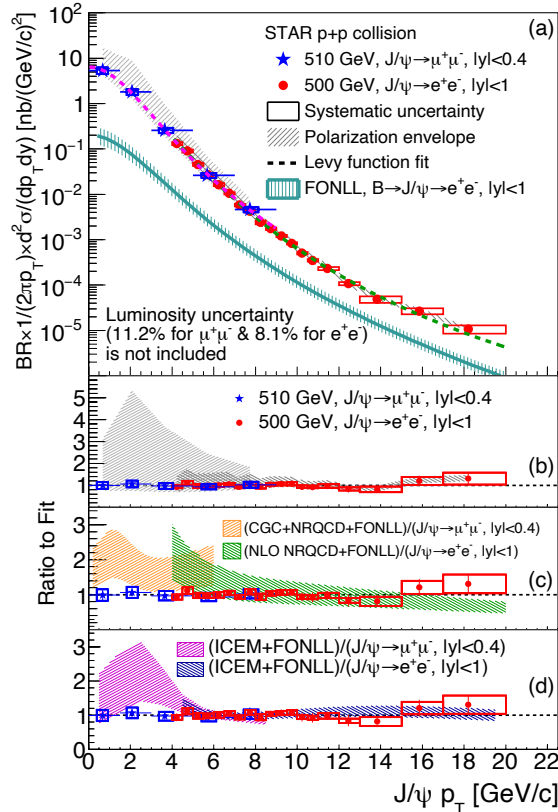 (a)
STAR p+p collision
510 GeV, J/ψ→μ⁺μ⁻, |y|<0.4
500 GeV, J/ψ→e⁺e⁻, |y|<1
Systematic uncertainty
Polarization envelope
Levy function fit
FONLL, B→J/ψ→e⁺e⁻, |y|<1
BR×1/(2πp_T)×d²σ/(dp_Tdy) [nb/(GeV/c)²]
10²
10
1
10⁻¹
10⁻²
10⁻³
10⁻⁴
10⁻⁵
Luminosity uncertainty
(11.2% for μ⁺μ⁻ & 8.1% for e⁺e⁻)
is not included
510 GeV, J/ψ→μ⁺μ⁻, |y|<0.4
500 GeV, J/ψ→e⁺e⁻, |y|<1
(b)
5
4
3
2
1
Ratio to Fit
(CGC+NRQCD+FONLL)/(J/ψ→μ⁺μ⁻, |y|<0.4)
(NLO NRQCD+FONLL)/(J/ψ→e⁺e⁻, |y|<1)
(c)
3
2
1
(ICEM+FONLL)/(J/ψ→μ⁺μ⁻, |y|<0.4)
(ICEM+FONLL)/(J/ψ→e⁺e⁻, |y|<1)
(d)
3
2
1
0
0 2 4 6 8 10 12 14 16 18 20 22
J/ψ p_T [GeV/c]